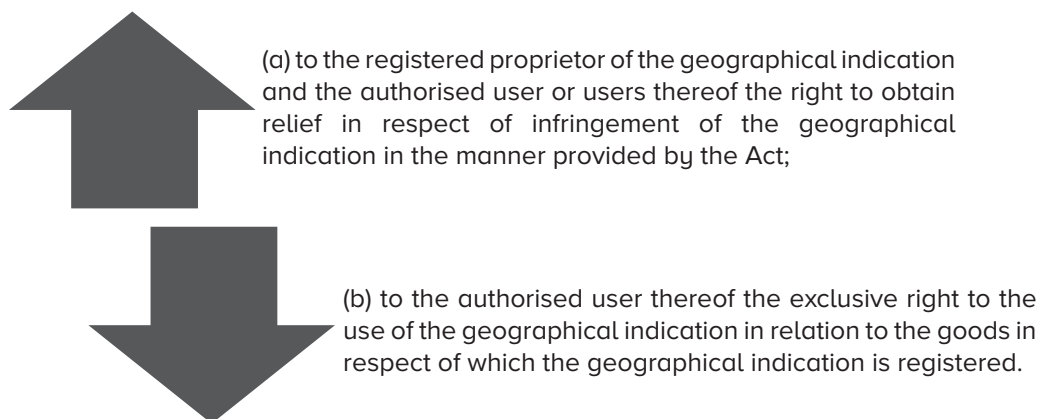 (a) to the registered proprietor of the geographical indication
and the authorised user or users thereof the right to obtain
relief in respect of infringement of the geographical
indication in the manner provided by the Act;
(b) to the authorised user thereof the exclusive right to the
use of the geographical indication in relation to the goods in
respect of which the geographical indication is registered.